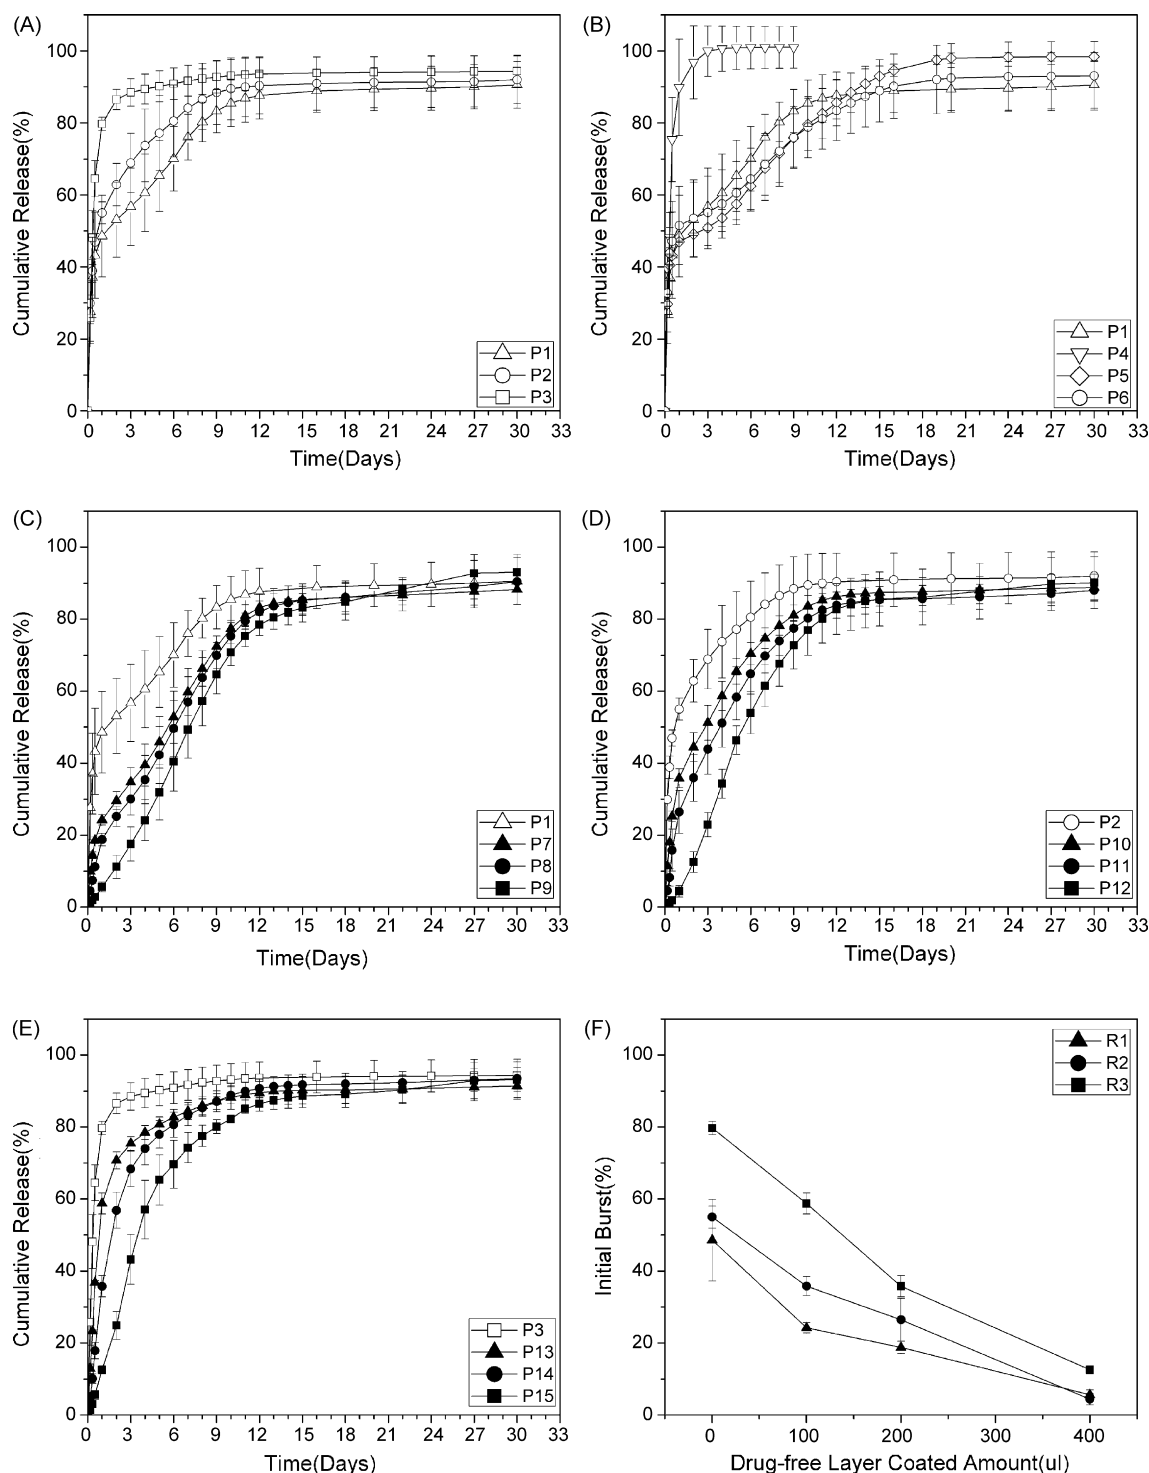 (A)
100
80
60
40
20
0
Cumulative Release(%)
P1
P2
P3
0 3 6 9 12 15 18 21 24 27 30 33
Time(Days)
(B)
100
80
60
40
20
0
Cumulative Release(%)
P1
P4
P5
P6
0 3 6 9 12 15 18 21 24 27 30 33
Time(Days)
(C)
100
80
60
40
20
0
Cumulative Release(%)
P1
P7
P8
P9
0 3 6 9 12 15 18 21 24 27 30 33
Time(Days)
(D)
100
80
60
40
20
0
Cumulative Release(%)
P2
P10
P11
P12
0 3 6 9 12 15 18 21 24 27 30 33
Time(Days)
(E)
100
80
60
40
20
0
Cumulative Release(%)
P3
P13
P14
P15
0 3 6 9 12 15 18 21 24 27 30 33
Time(Days)
(F)
100
80
60
40
20
0
Initial Burst(%)
R1
R2
R3
0 100 200 300 400
Drug-free Layer Coated Amount(ul)